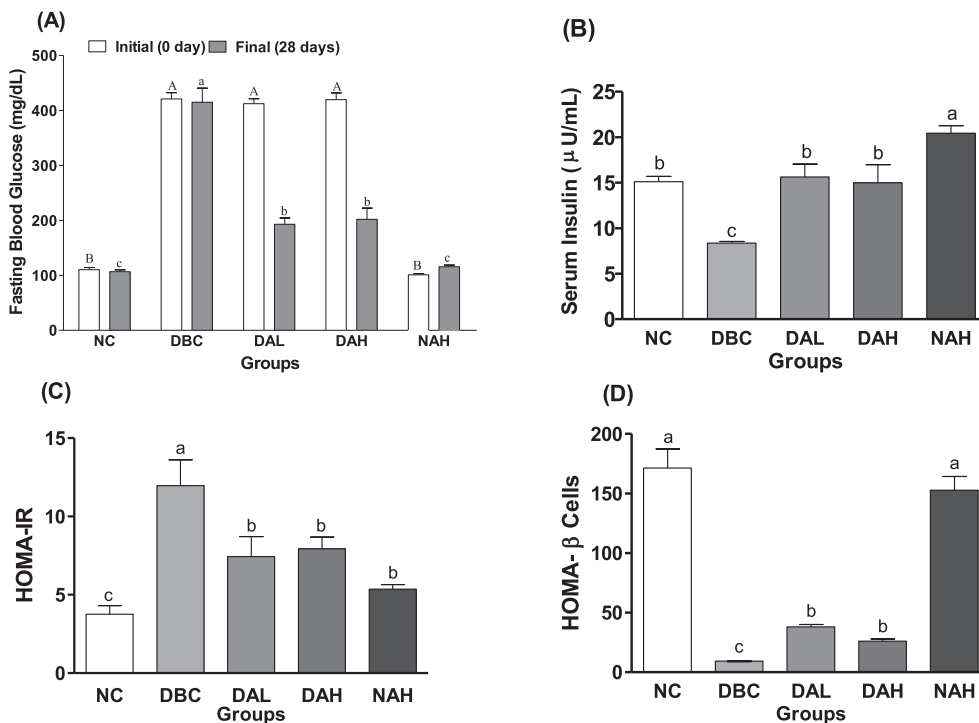 (A)
Initial (0 day) Final (28 days)
Fasting Blood Glucose (mg/dL)
500
400
300
200
100
0
B c A a A b A b B c
NC DBC DAL DAH NAH
Groups
(B)
Serum Insulin ( μ U/mL)
25
20
15
10
5
0
b c b b a
NC DBC DAL DAH NAH
Groups
(C)
HOMA-IR
15
10
5
0
c a b b b
NC DBC DAL DAH NAH
Groups
(D)
HOMA- β Cells
200
150
100
50
0
a c b b a
NC DBC DAL DAH NAH
Groups